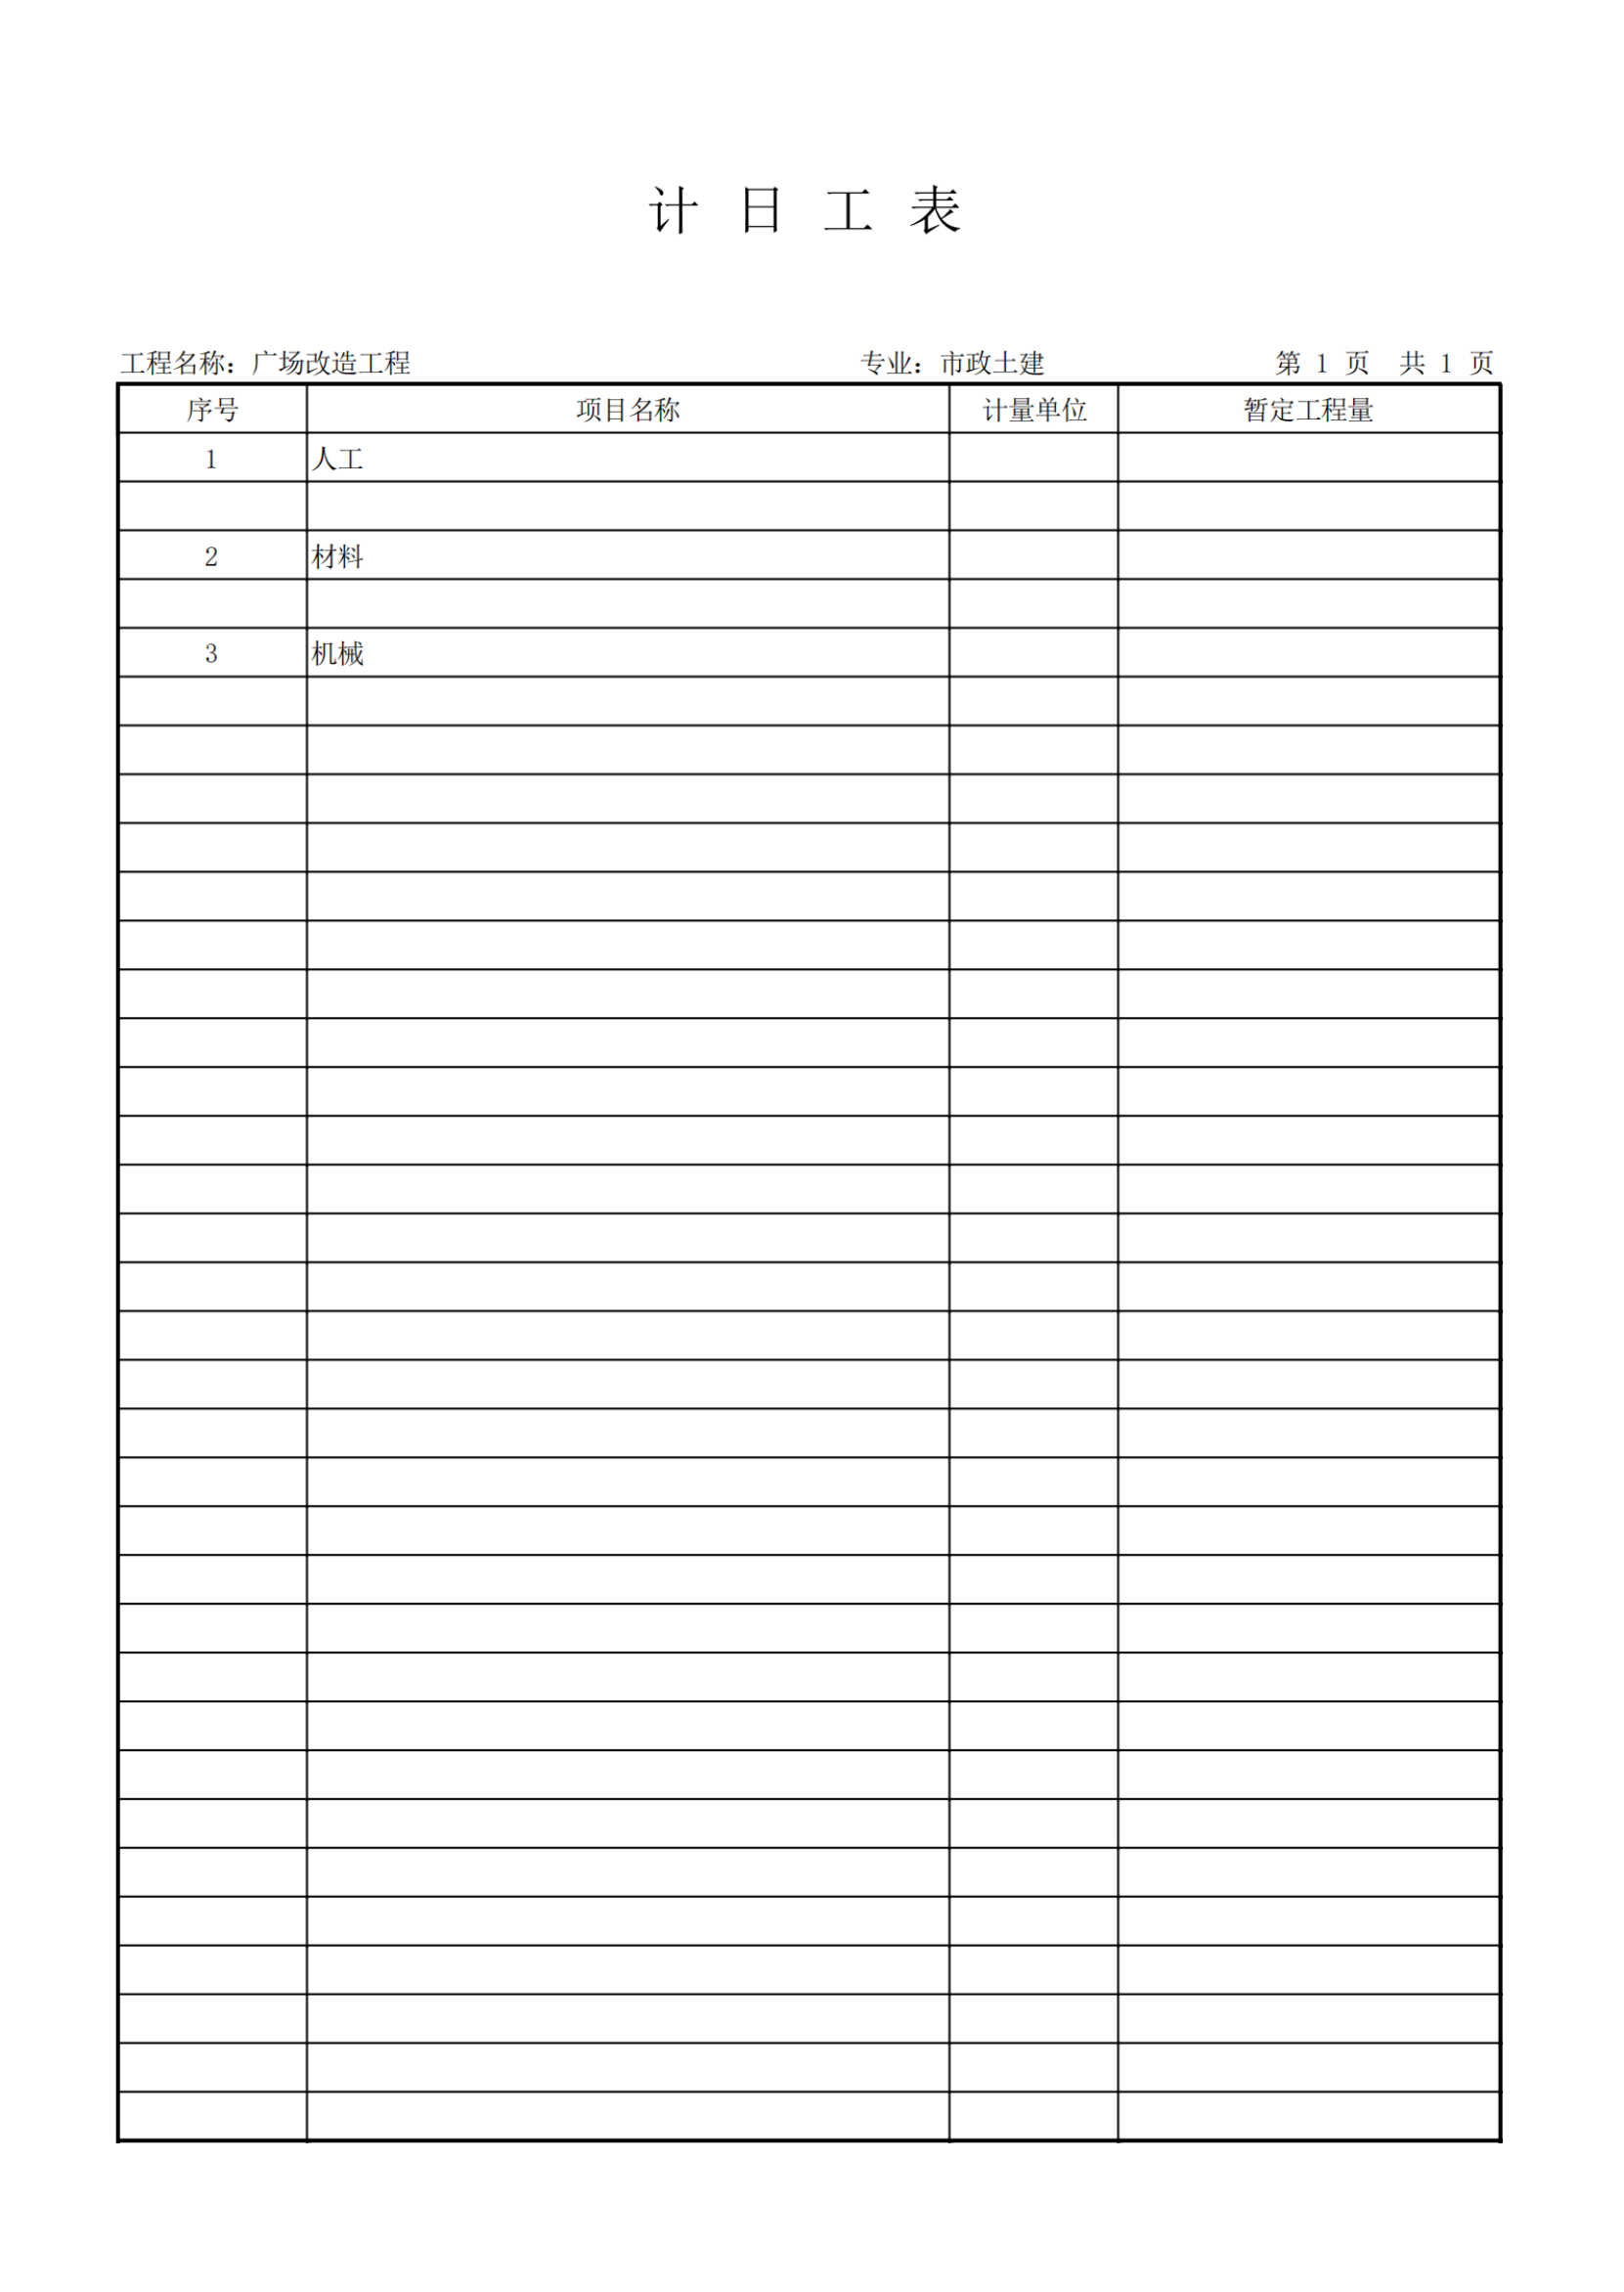 计 日 工 表
工程名称：广场改造工程 专业：市政土建 第 1 页 共 1 页
序号 项目名称 计量单位 暂定工程量
1 人工
2 材料
3 机械